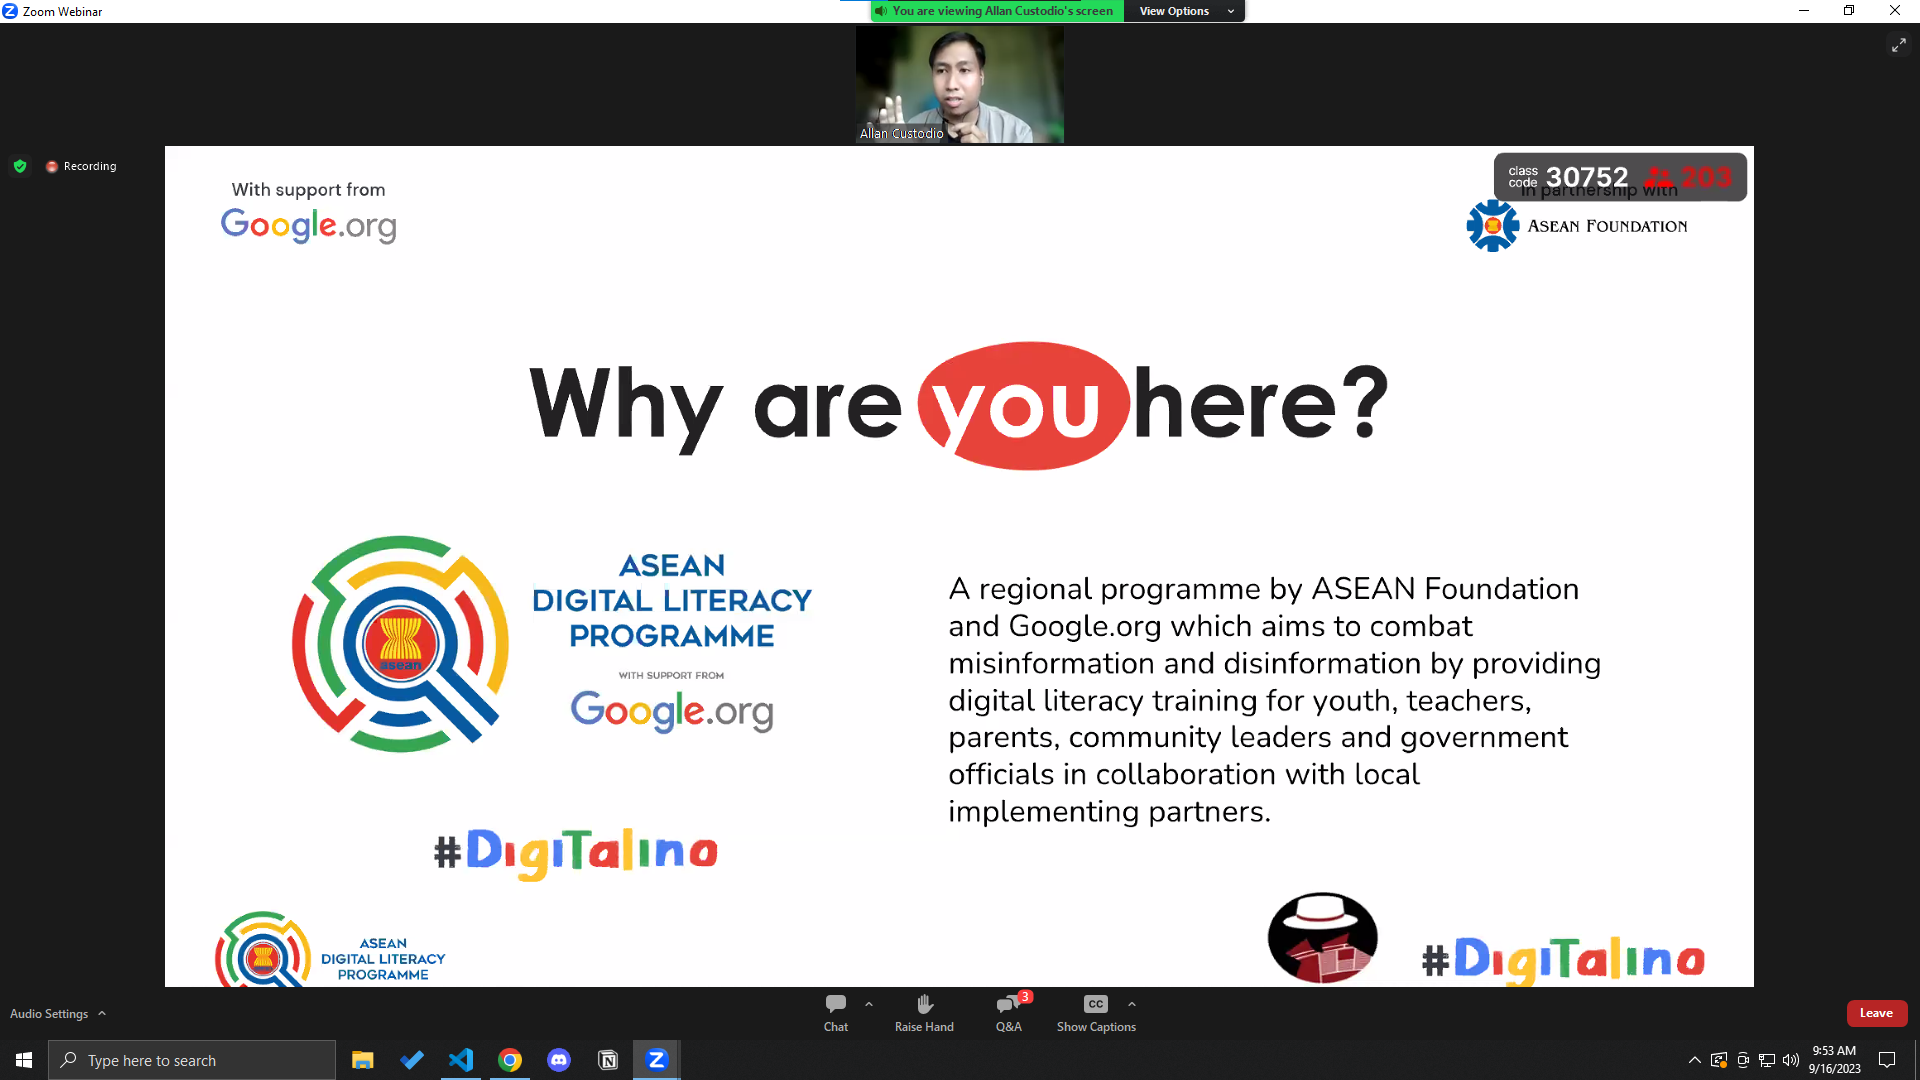 Zoom Webinar
You are viewing Allan Custodio's screen
View Options
Allan Custodio
Recording
With support from
Google.org
class code 30752 203
In partnership with
ASEAN FOUNDATION
Why are you here?
ASEAN
DIGITAL LITERACY
PROGRAMME
WITH SUPPORT FROM
Google.org
asean
A regional programme by ASEAN Foundation
and Google.org which aims to combat
misinformation and disinformation by providing
digital literacy training for youth, teachers,
parents, community leaders and government
officials in collaboration with local
implementing partners.
#DigiTalino
ASEAN
DIGITAL LITERACY
PROGRAMME
#DigiTalino
Audio Settings
Chat
Raise Hand
3
Q&A
CC
Show Captions
Leave
Type here to search
9:53 AM
9/16/2023